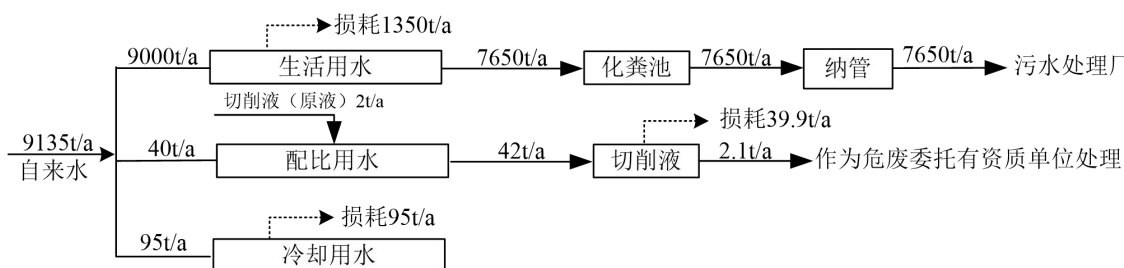 损耗1350t/a
9000t/a
生活用水
7650t/a
化粪池
7650t/a
纳管
7650t/a
污水处理厂
切削液（原液）2t/a
损耗39.9t/a
9135t/a
自来水
40t/a
配比用水
42t/a
切削液
2.1t/a
作为危废委托有资质单位处理
损耗95t/a
95t/a
冷却用水